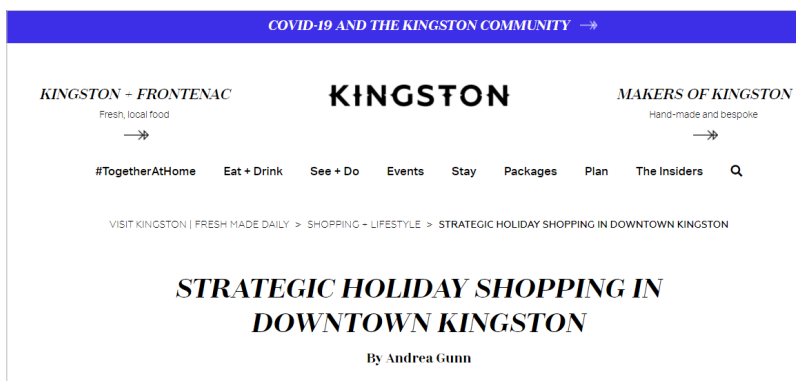 COVID-19 AND THE KINGSTON COMMUNITY
KINGSTON + FRONTENAC
Fresh, local food
KINGSTON
MAKERS OF KINGSTON
Hand-made and bespoke
#TogetherAtHome Eat + Drink See + Do Events Stay Packages Plan The Insiders
VISIT KINGSTON | FRESH MADE DAILY > SHOPPING + LIFESTYLE > STRATEGIC HOLIDAY SHOPPING IN DOWNTOWN KINGSTON
STRATEGIC HOLIDAY SHOPPING IN
DOWNTOWN KINGSTON
By Andrea Gunn